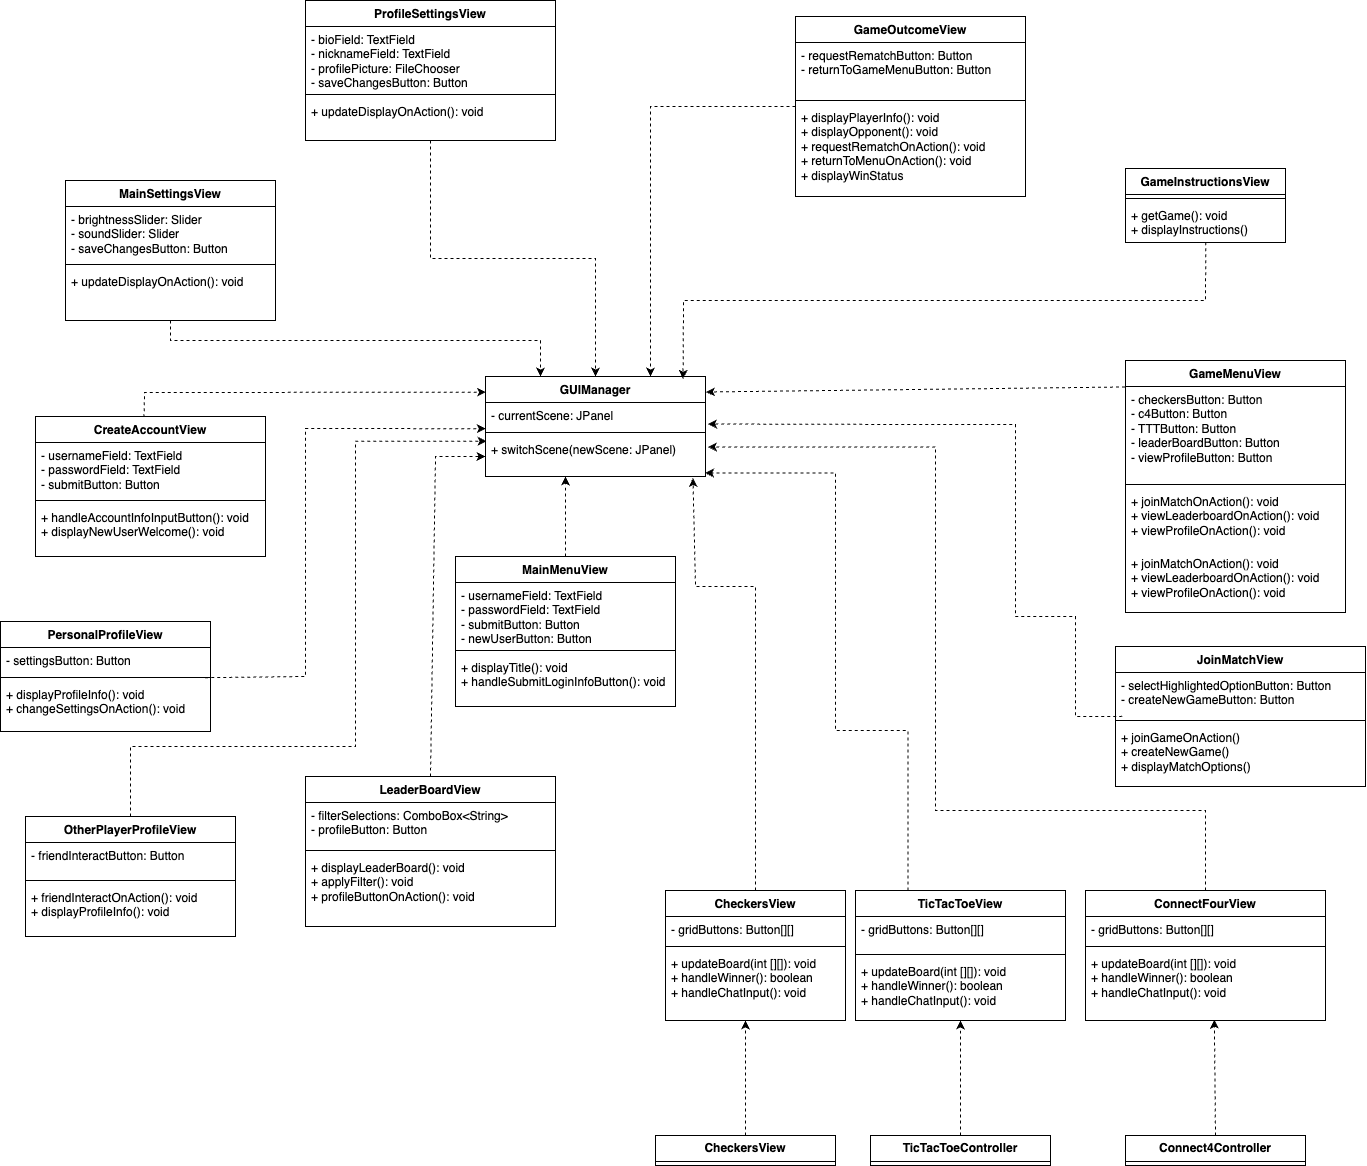 ProfileSettingsView
- bioField: TextField
- nicknameField: TextField
- profilePicture: FileChooser
- saveChangesButton: Button
+ updateDisplayOnAction(): void
GameOutcomeView
- requestRematchButton: Button
- returnToGameMenuButton: Button
+ displayPlayerInfo(): void
+ displayOpponent(): void
+ requestRematchOnAction(): void
+ returnToMenuOnAction(): void
+ displayWinStatus
GameInstructionsView
+ getGame(): void
+ displayInstructions()
MainSettingsView
- brightnessSlider: Slider
- soundSlider: Slider
- saveChangesButton: Button
+ updateDisplayOnAction(): void
GUIManager
- currentScene: JPanel
+ switchScene(newScene: JPanel)
GameMenuView
- checkersButton: Button
- c4Button: Button
- TTTButton: Button
- leaderBoardButton: Button
- viewProfileButton: Button
+ joinMatchOnAction(): void
+ viewLeaderboardOnAction(): void
+ viewProfileOnAction(): void
+ joinMatchOnAction(): void
+ viewLeaderboardOnAction(): void
+ viewProfileOnAction(): void
CreateAccountView
- usernameField: TextField
- passwordField: TextField
- submitButton: Button
+ handleAccountInfoInputButton(): void
+ displayNewUserWelcome(): void
MainMenuView
- usernameField: TextField
- passwordField: TextField
- submitButton: Button
- newUserButton: Button
+ displayTitle(): void
+ handleSubmitLoginInfoButton(): void
PersonalProfileView
- settingsButton: Button
+ displayProfileInfo(): void
+ changeSettingsOnAction(): void
JoinMatchView
- selectHighlightedOptionButton: Button
- createNewGameButton: Button
+ joinGameOnAction()
+ createNewGame()
+ displayMatchOptions()
LeaderBoardView
- filterSelections: ComboBox<String>
- profileButton: Button
+ displayLeaderBoard(): void
+ applyFilter(): void
+ profileButtonOnAction(): void
OtherPlayerProfileView
- friendInteractButton: Button
+ friendInteractOnAction(): void
+ displayProfileInfo(): void
CheckersView
- gridButtons: Button[][]
+ updateBoard(int [][]): void
+ handleWinner(): boolean
+ handleChatInput(): void
TicTacToeView
- gridButtons: Button[][]
+ updateBoard(int [][]): void
+ handleWinner(): boolean
+ handleChatInput(): void
ConnectFourView
- gridButtons: Button[][]
+ updateBoard(int [][]): void
+ handleWinner(): boolean
+ handleChatInput(): void
CheckersView
TicTacToeController
Connect4Controller